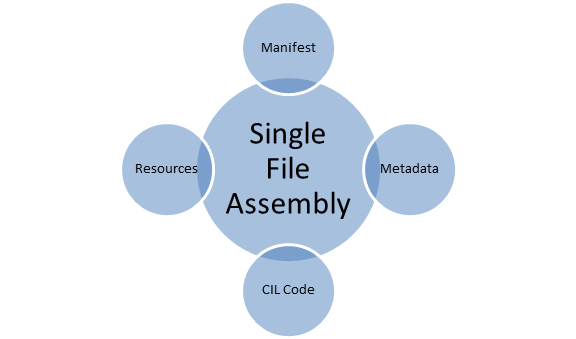 Manifest
Single
File
Assembly
Resources
Metadata
CIL Code